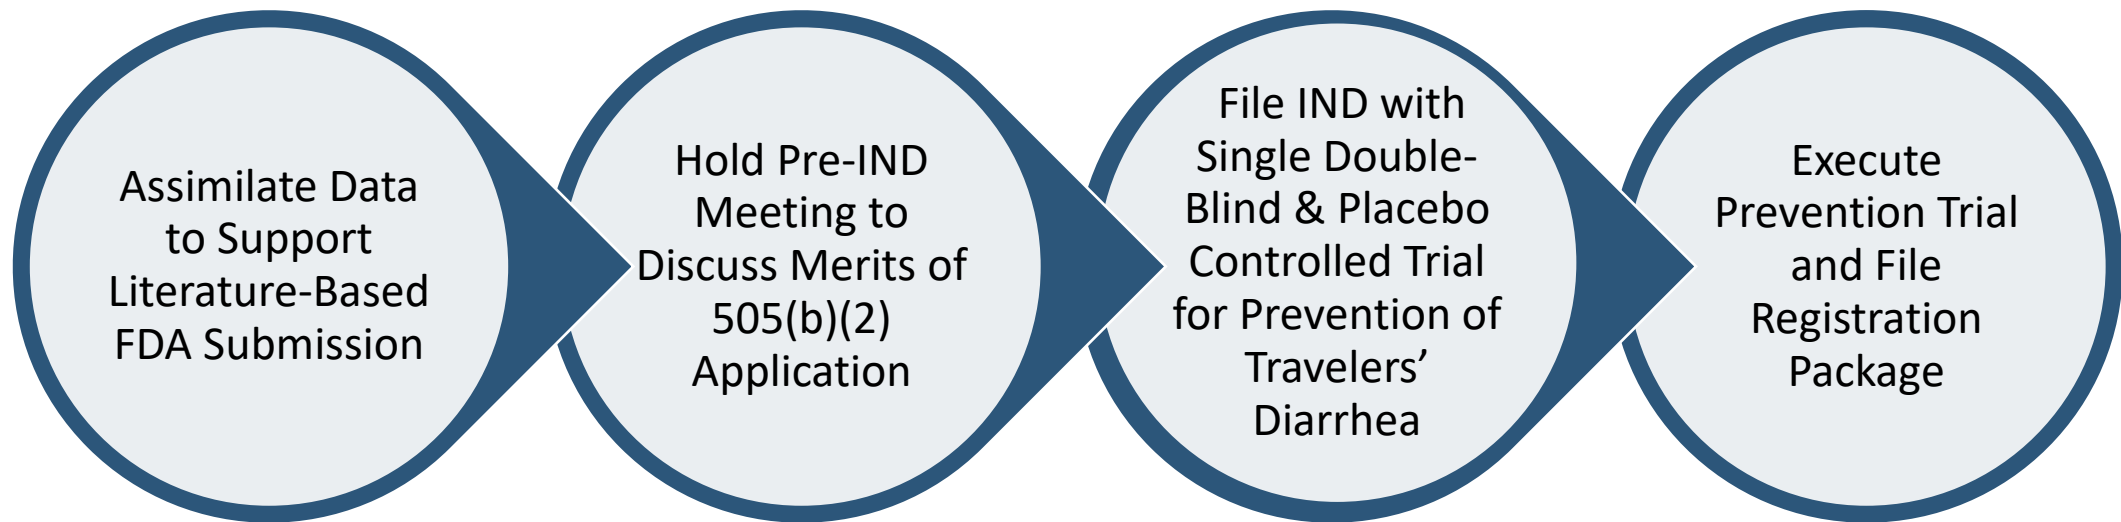 Assimilate Data
to Support
Literature-Based
FDA Submission
Hold Pre-IND
Meeting to
Discuss Merits of
505(b)(2)
Application
File IND with
Single Double-
Blind & Placebo
Controlled Trial
for Prevention of
Travelers’
Diarrhea
Execute
Prevention Trial
and File
Registration
Package